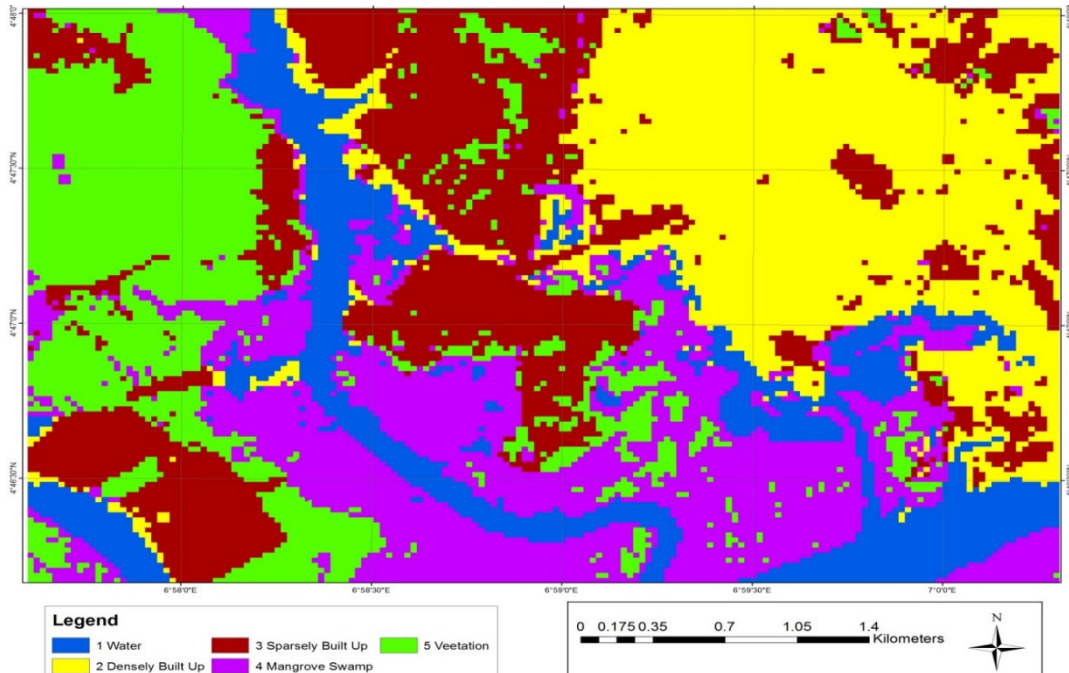 4°48'0"
4°47'30"N
4°47'0"N
4°46'30"N
6°58'0"E 6°58'30"E 6°59'0"E 6°59'30"E 7°0'0"E
Legend
1 Water 3 Sparsely Built Up 5 Veetation
2 Densely Built Up 4 Mangrove Swamp
0 0.175 0.35 0.7 1.05 1.4
Kilometers
N